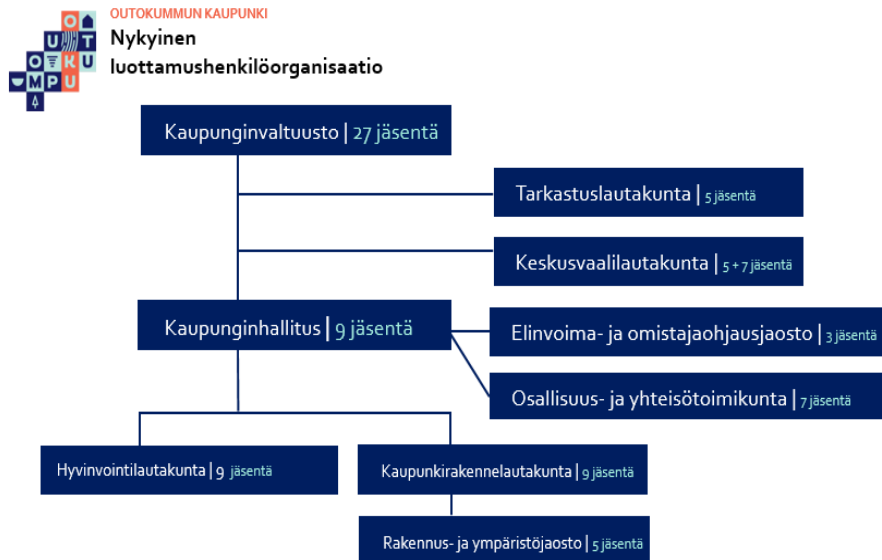 OUTOKUMMUN KAUPUNKI
Nykyinen
luottamushenkilöorganisaatio
O
U T
O K U
M P U
Kaupunginvaltuusto | 27 jäsentä
Tarkastuslautakunta | 5 jäsentä
Keskusvaalilautakunta | 5 + 7 jäsentä
Kaupunginhallitus | 9 jäsentä
Elinvoima- ja omistajaohjausjaosto | 3 jäsentä
Osallisuus- ja yhteisötoimikunta | 7 jäsentä
Hyvinvointilautakunta | 9 jäsentä
Kaupunkirakennelautakunta | 9 jäsentä
Rakennus- ja ympäristöjaosto | 5 jäsentä